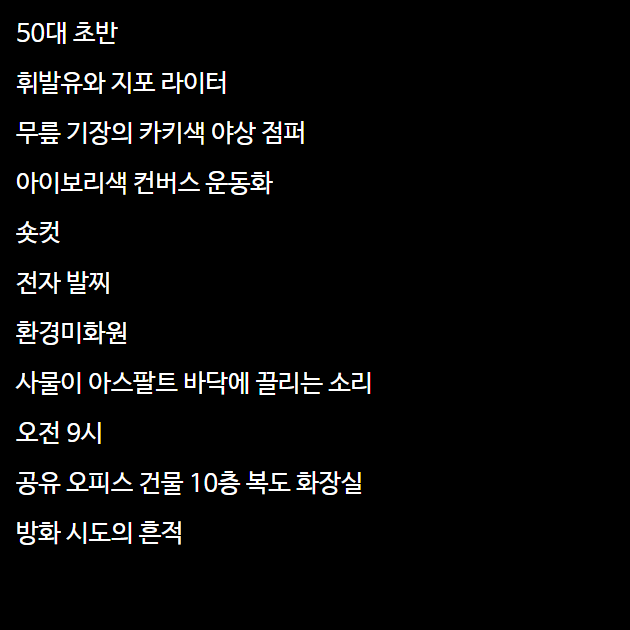 50대 초반
휘발유와 지포 라이터
무릎 기장의 카키색 야상 점퍼
아이보리색 컨버스 운동화
숏컷
전자 발찌
환경미화원
사물이 아스팔트 바닥에 끌리는 소리
오전 9시
공유 오피스 건물 10층 복도 화장실
방화 시도의 흔적